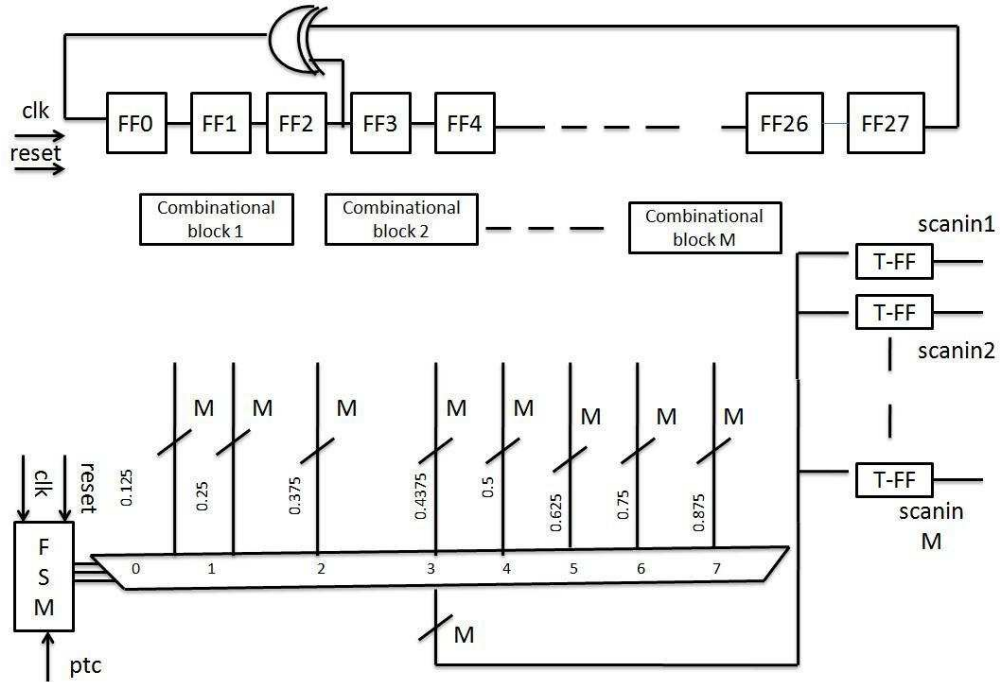 clk
reset
FF0
FF1
FF2
FF3
FF4
FF26
FF27
Combinational
block 1
Combinational
block 2
Combinational
block M
scanin1
T-FF
T-FF
scanin2
T-FF
scanin
M
M
M
M
M
M
M
M
M
0.125
0.25
0.375
0.4375
0.5
0.625
0.75
0.875
clk
reset
F
S
M
0
1
2
3
4
5
6
7
M
ptc